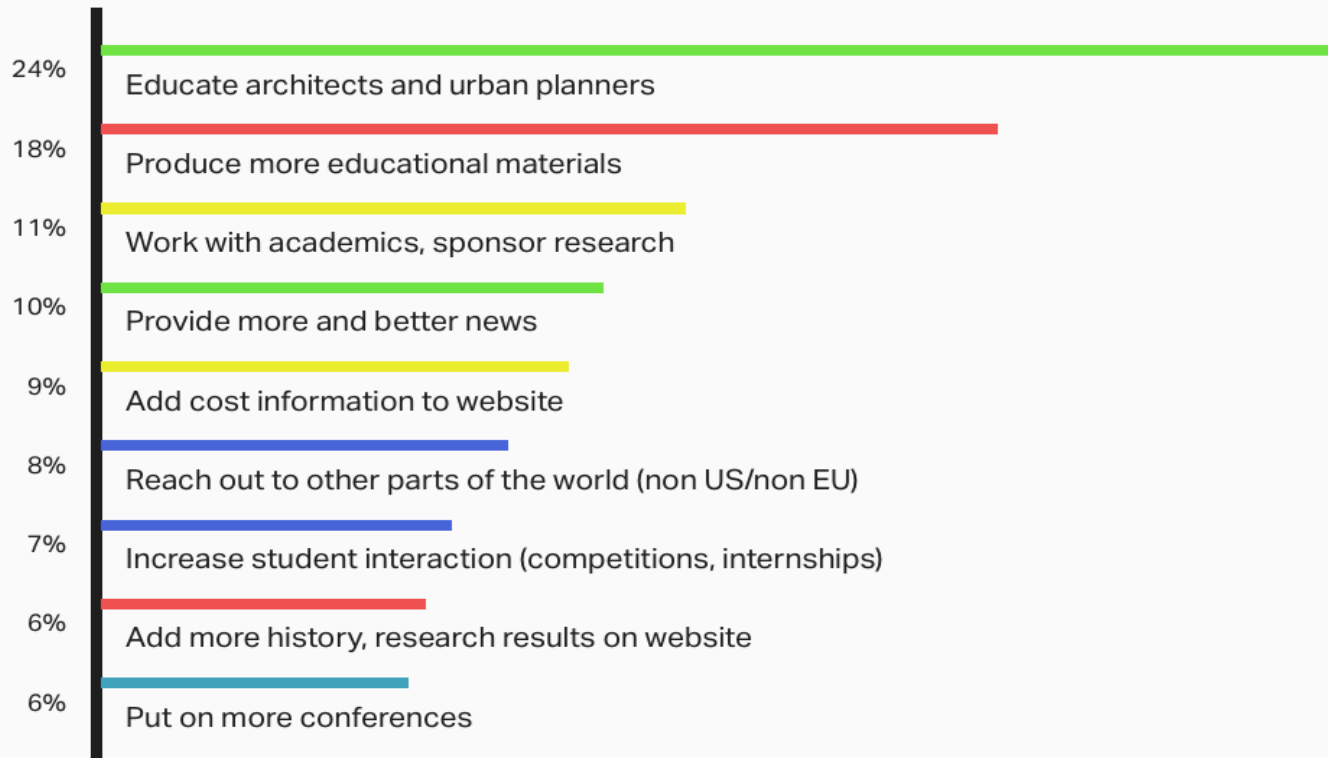 24%
Educate architects and urban planners
18%
Produce more educational materials
11%
Work with academics, sponsor research
10%
Provide more and better news
9%
Add cost information to website
8%
Reach out to other parts of the world (non US/non EU)
7%
Increase student interaction (competitions, internships)
6%
Add more history, research results on website
6%
Put on more conferences